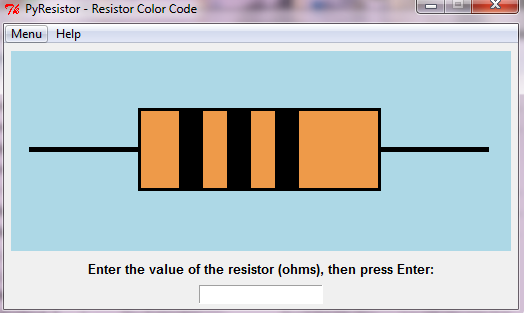 PyResistor - Resistor Color Code
Menu Help
Enter the value of the resistor (ohms), then press Enter: